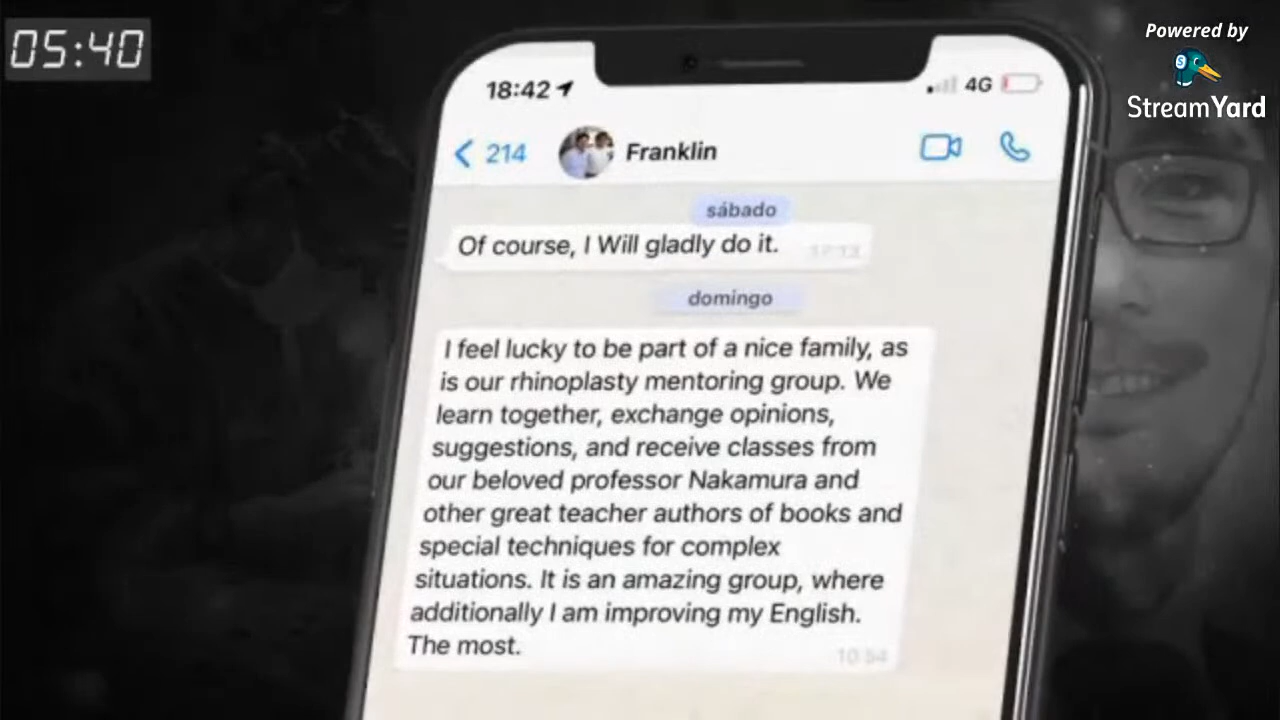 05:40
Powered by
StreamYard
18:42
4G
214
Franklin
sábado
Of course, I Will gladly do it.
17:13
domingo
I feel lucky to be part of a nice family, as
is our rhinoplasty mentoring group. We
learn together, exchange opinions,
suggestions, and receive classes from
our beloved professor Nakamura and
other great teacher authors of books and
special techniques for complex
situations. It is an amazing group, where
additionally I am improving my English.
The most.
10:54